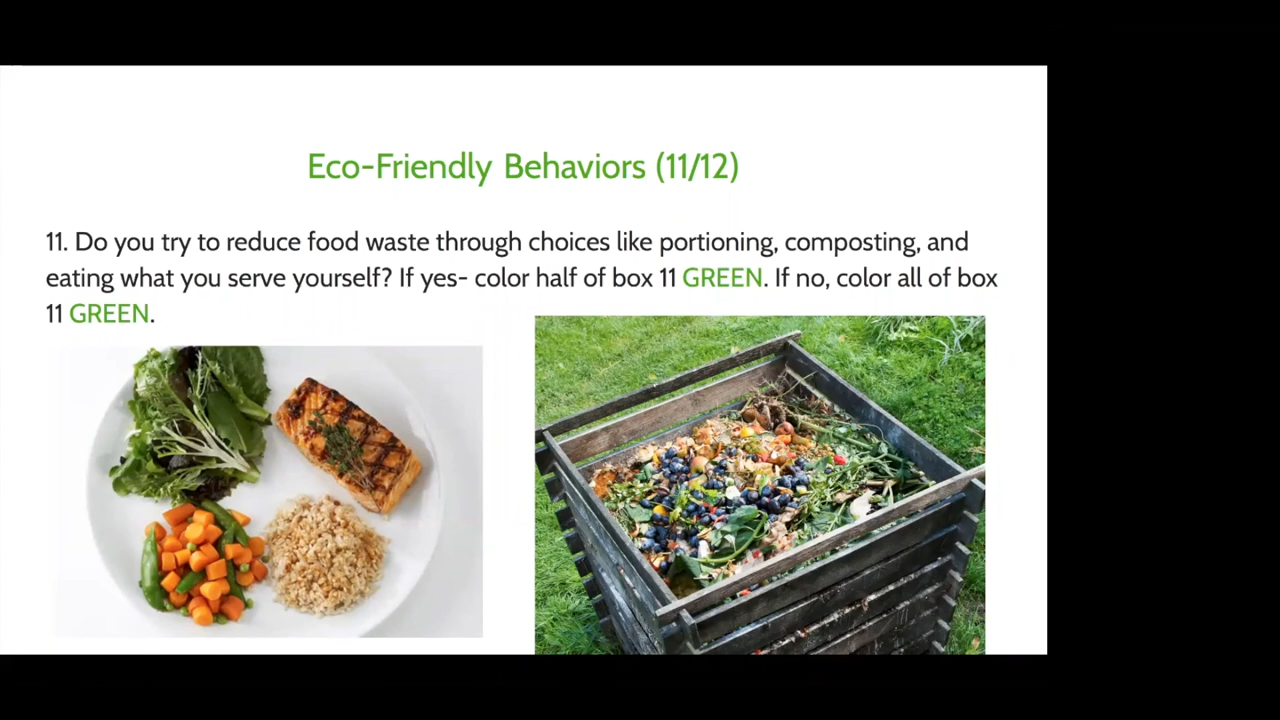 Eco-Friendly Behaviors (11/12)
11. Do you try to reduce food waste through choices like portioning, composting, and
eating what you serve yourself? If yes- color half of box 11 GREEN. If no, color all of box
11 GREEN.